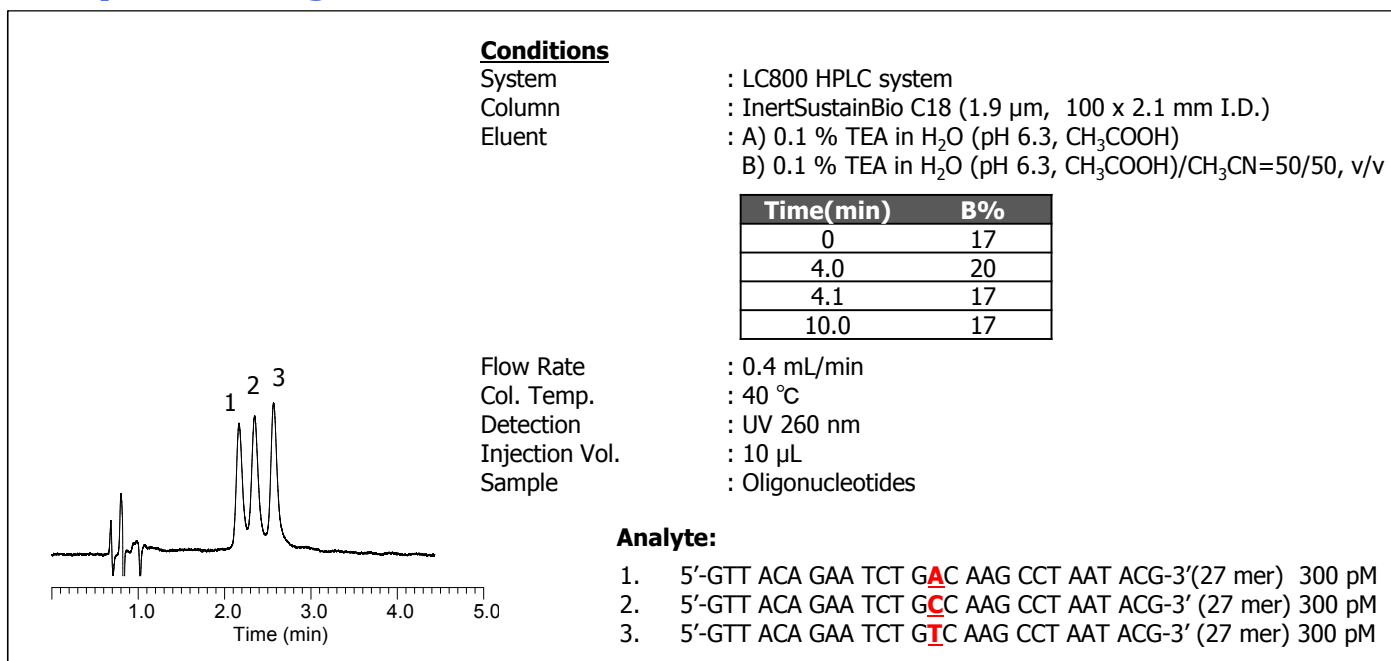 Conditions
System : LC800 HPLC system
Column : InertSustainBio C18 (1.9 μm, 100 x 2.1 mm I.D.)
Eluent : A) 0.1 % TEA in H₂O (pH 6.3, CH₃COOH)
B) 0.1 % TEA in H₂O (pH 6.3, CH₃COOH)/CH₃CN=50/50, v/v
Time(min) B%
0 17
4.0 20
4.1 17
10.0 17
Flow Rate : 0.4 mL/min
Col. Temp. : 40 ℃
Detection : UV 260 nm
Injection Vol. : 10 μL
Sample : Oligonucleotides
1 2 3
1.0 2.0 3.0 4.0 5.0
Time (min)
Analyte:
1. 5′-GTT ACA GAA TCT GAC AAG CCT AAT ACG-3′(27 mer) 300 pM
2. 5′-GTT ACA GAA TCT GCC AAG CCT AAT ACG-3′ (27 mer) 300 pM
3. 5′-GTT ACA GAA TCT GTC AAG CCT AAT ACG-3′ (27 mer) 300 pM